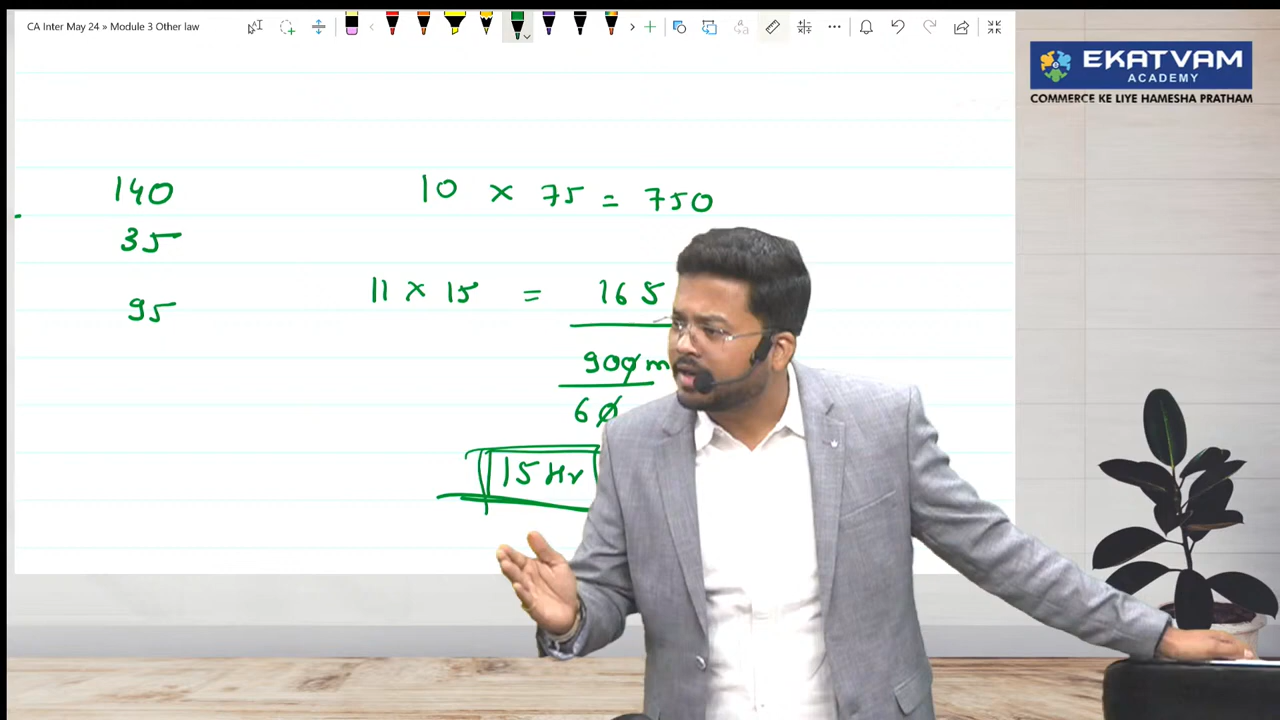 CA Inter May 24 » Module 3 Other law
EKATVAM
ACADEMY
COMMERCE KE LIYE HAMESHA PRATHAM
140
35
95
10 × 75 = 750
11 × 15 = 165
900 m
60
15 Hr